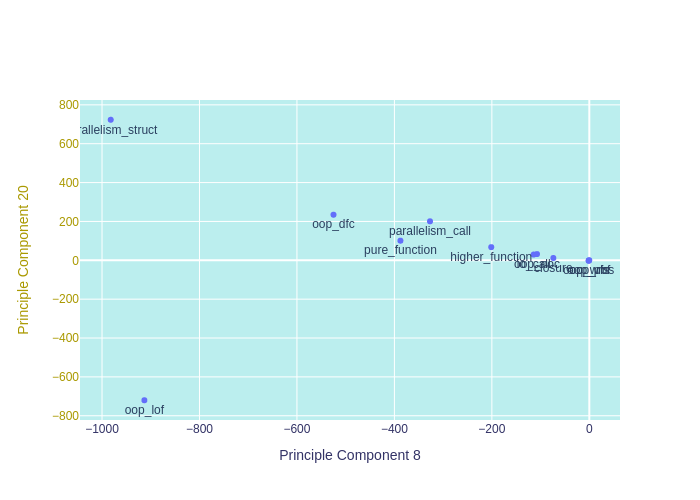 800
rallelism_struct
600
400
200
oop_dfc
parallelism_call
pure_function
higher_function
0
closure
−200
−400
−600
−800
oop_lof
−1000
−800
−600
−400
−200
0
Principle Component 8
Principle Component 20